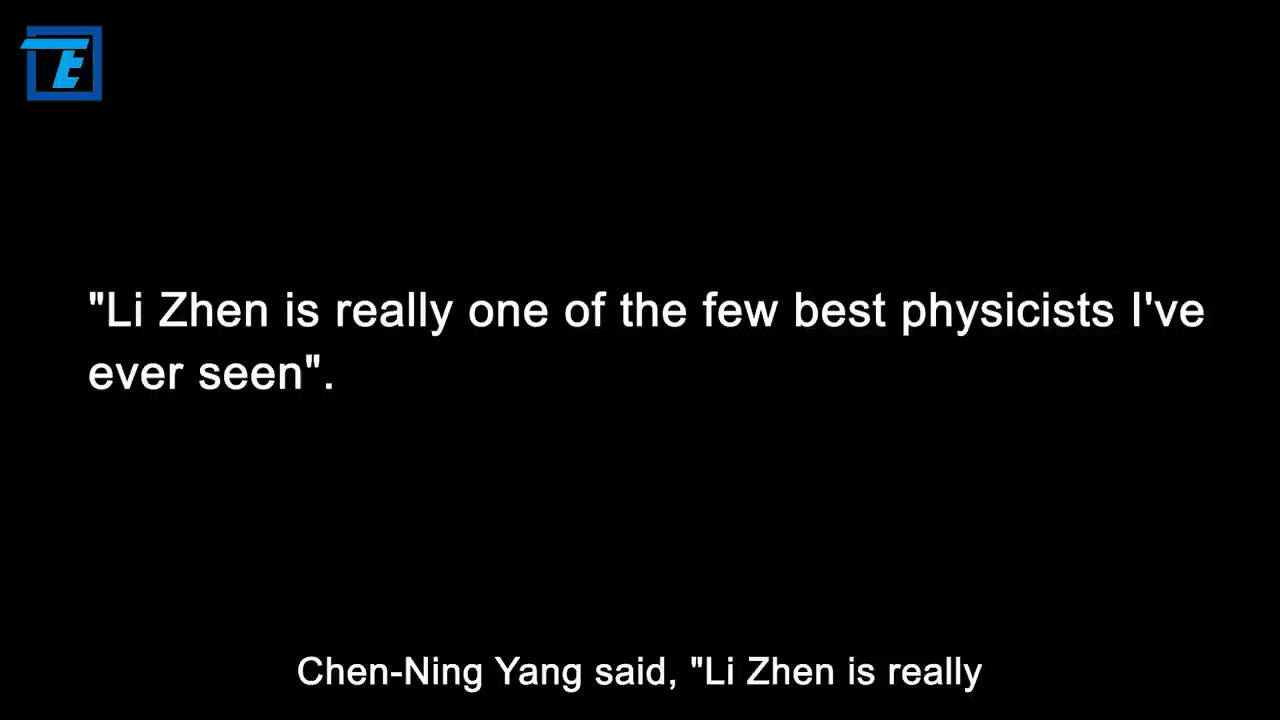 TE
"Li Zhen is really one of the few best physicists I've
ever seen".
Chen-Ning Yang said, "Li Zhen is really